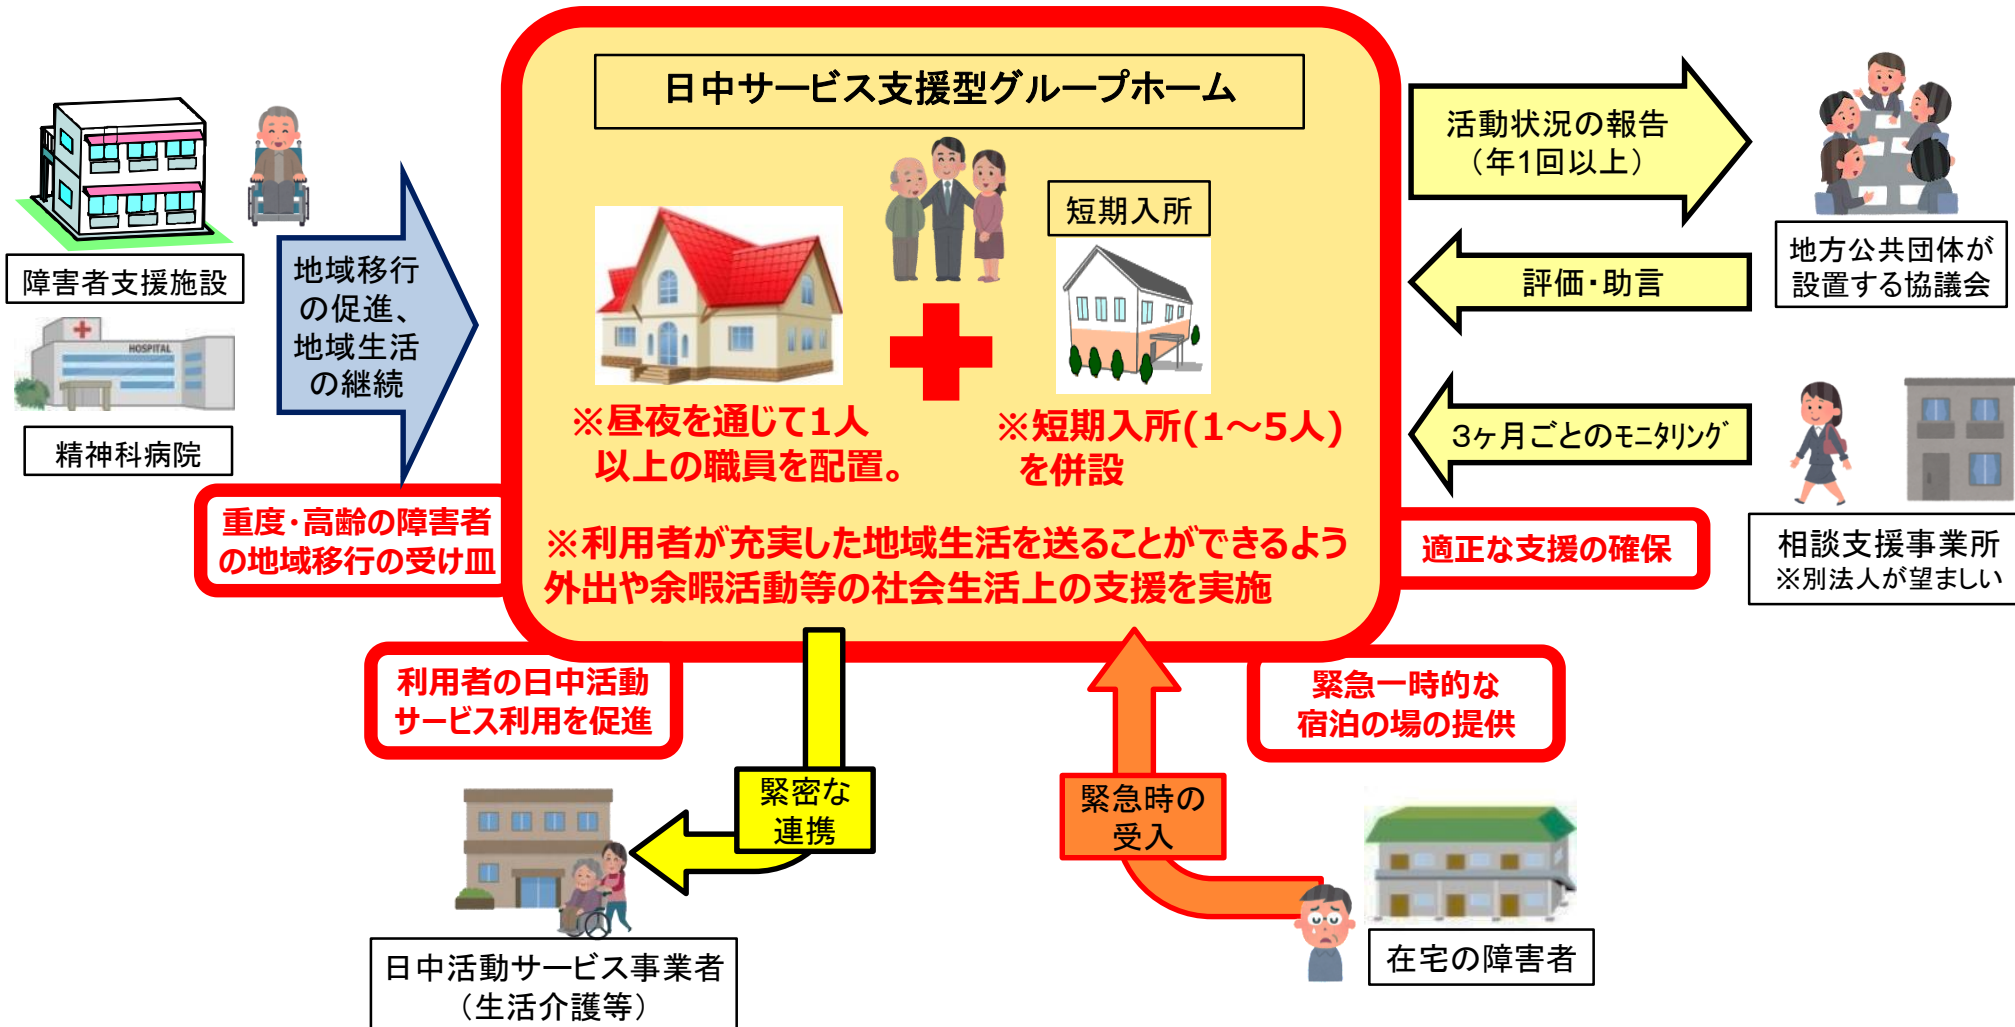 日中サービス支援型グループホーム
短期入所
※昼夜を通じて1人
以上の職員を配置。
※短期入所(1～5人)
を併設
※利用者が充実した地域生活を送ることができるよう
外出や余暇活動等の社会生活上の支援を実施
障害者支援施設
HOSPITAL
精神科病院
地域移行
の促進、
地域生活
の継続
重度･高齢の障害者
の地域移行の受け皿
活動状況の報告
（年1回以上）
地方公共団体が
設置する協議会
評価･助言
3ヶ月ごとのﾓﾆﾀﾘﾝｸﾞ
相談支援事業所
※別法人が望ましい
適正な支援の確保
利用者の日中活動
サービス利用を促進
緊密な
連携
日中活動サービス事業者
（生活介護等）
緊急一時的な
宿泊の場の提供
緊急時の
受入
在宅の障害者